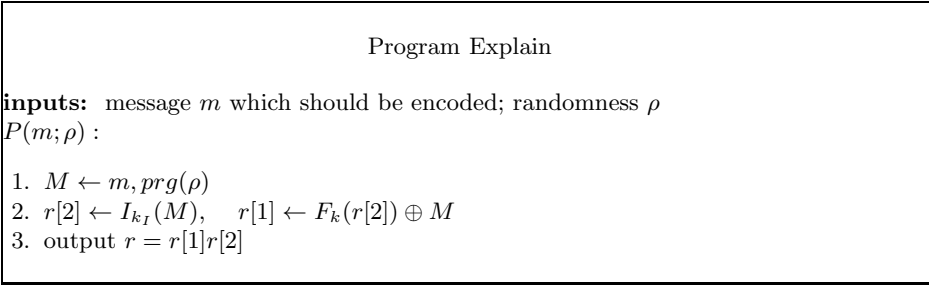 Program Explain
inputs: message m which should be encoded; randomness ρ
P(m; ρ) :
1. M ← m, prg(ρ)
2. r[2] ← I_{k_I}(M), r[1] ← F_k(r[2]) ⊕ M
3. output r = r[1]r[2]